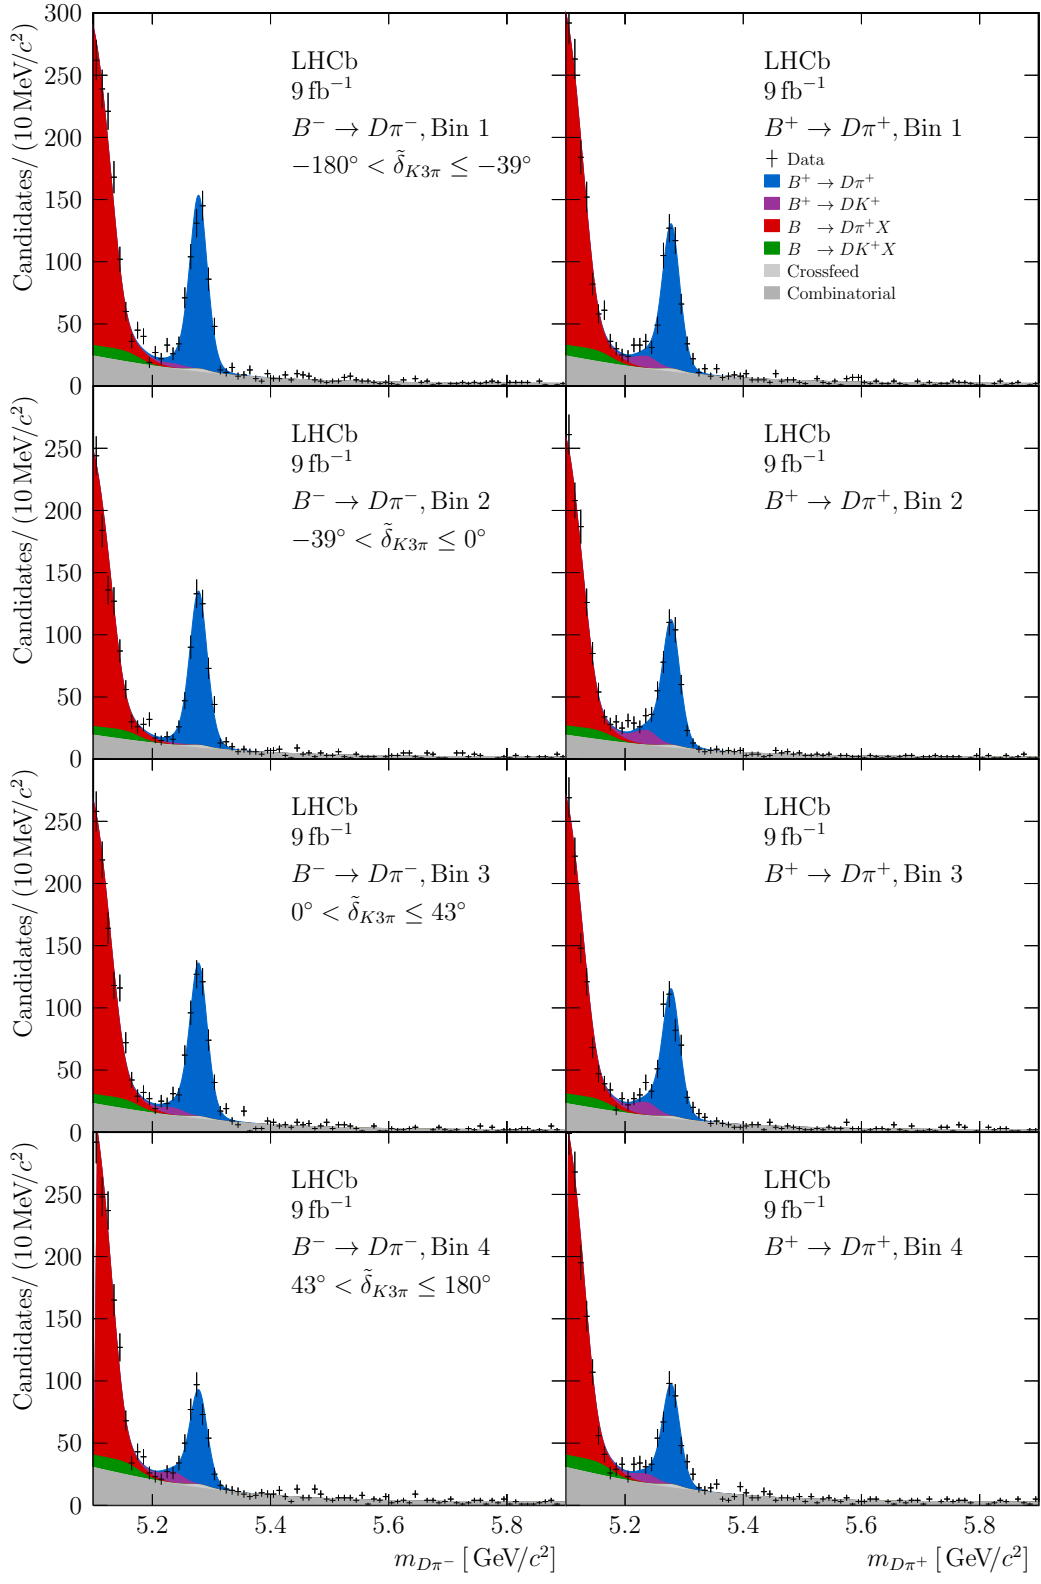 LHCb
9 fb⁻¹
B⁻ → Dπ⁻, Bin 1
−180° < δ̃_{K3π} ≤ −39°
Candidates/ (10 MeV/c²)
300
250
200
150
100
50
0
LHCb
9 fb⁻¹
B⁺ → Dπ⁺, Bin 1
Data
B⁺ → Dπ⁺
B⁺ → DK⁺
B → Dπ⁺X
B → DK⁺X
Crossfeed
Combinatorial
LHCb
9 fb⁻¹
B⁻ → Dπ⁻, Bin 2
−39° < δ̃_{K3π} ≤ 0°
Candidates/ (10 MeV/c²)
250
200
150
100
50
0
LHCb
9 fb⁻¹
B⁺ → Dπ⁺, Bin 2
LHCb
9 fb⁻¹
B⁻ → Dπ⁻, Bin 3
0° < δ̃_{K3π} ≤ 43°
Candidates/ (10 MeV/c²)
250
200
150
100
50
0
LHCb
9 fb⁻¹
B⁺ → Dπ⁺, Bin 3
LHCb
9 fb⁻¹
B⁻ → Dπ⁻, Bin 4
43° < δ̃_{K3π} ≤ 180°
Candidates/ (10 MeV/c²)
250
200
150
100
50
0
LHCb
9 fb⁻¹
B⁺ → Dπ⁺, Bin 4
5.2 5.4 5.6 5.8
m_{Dπ⁻} [ GeV/c²]
5.2 5.4 5.6 5.8
m_{Dπ⁺} [ GeV/c²]